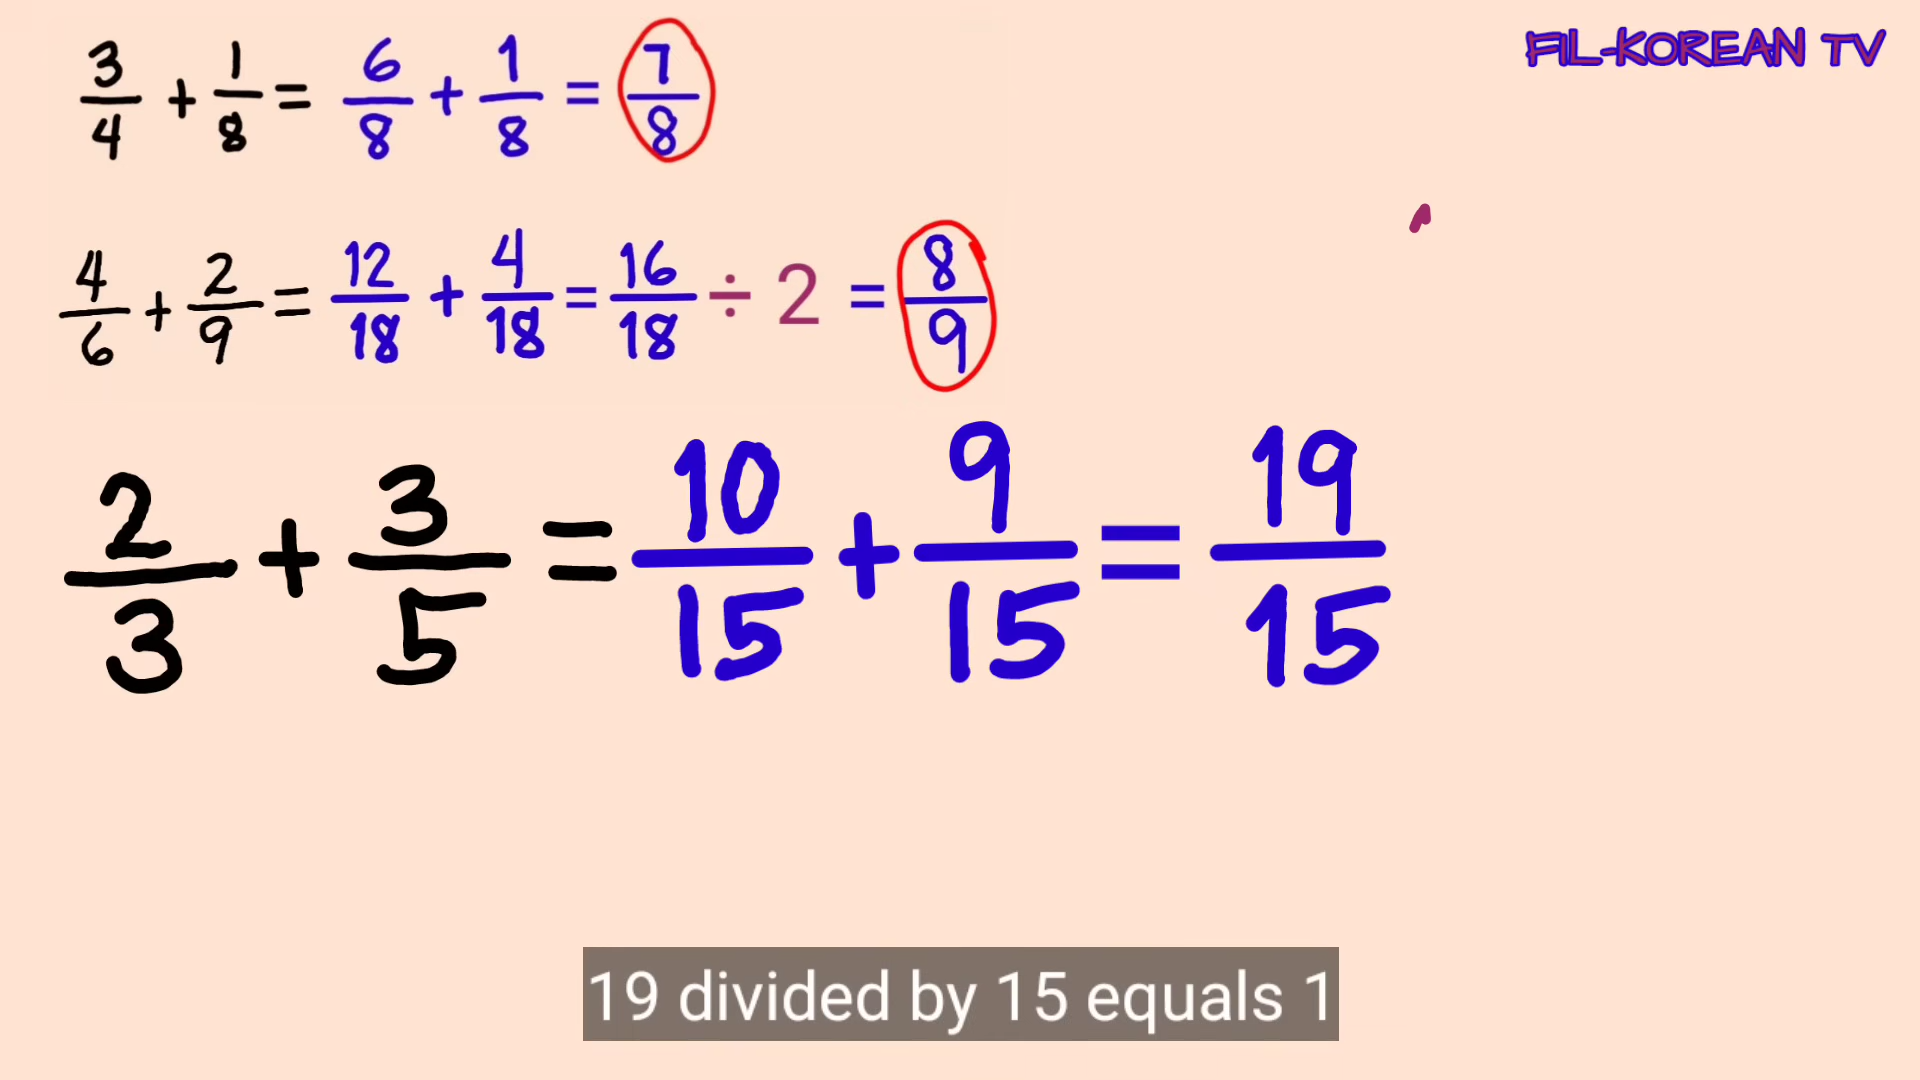 FIL-KOREAN TV
3/4 + 1/8 = 6/8 + 1/8 = 7/8
4/6 + 2/9 = 12/18 + 4/18 = 16/18 ÷ 2 = 8/9
2/3 + 3/5 = 10/15 + 9/15 = 19/15
19 divided by 15 equals 1